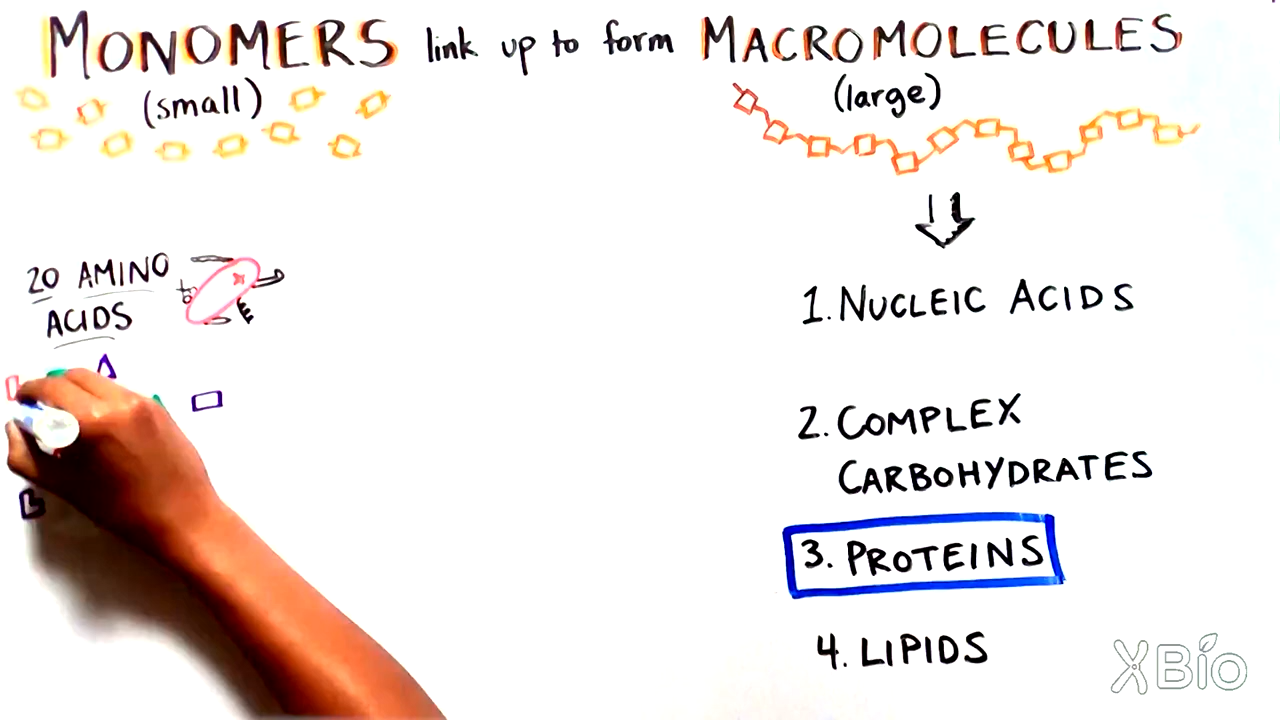 MONOMERS link up to form MACROMOLECULES
(small)
(large)
20 AMINO
ACIDS
1. NUCLEIC ACIDS
2. COMPLEX
CARBOHYDRATES
3. PROTEINS
4. LIPIDS
XBio